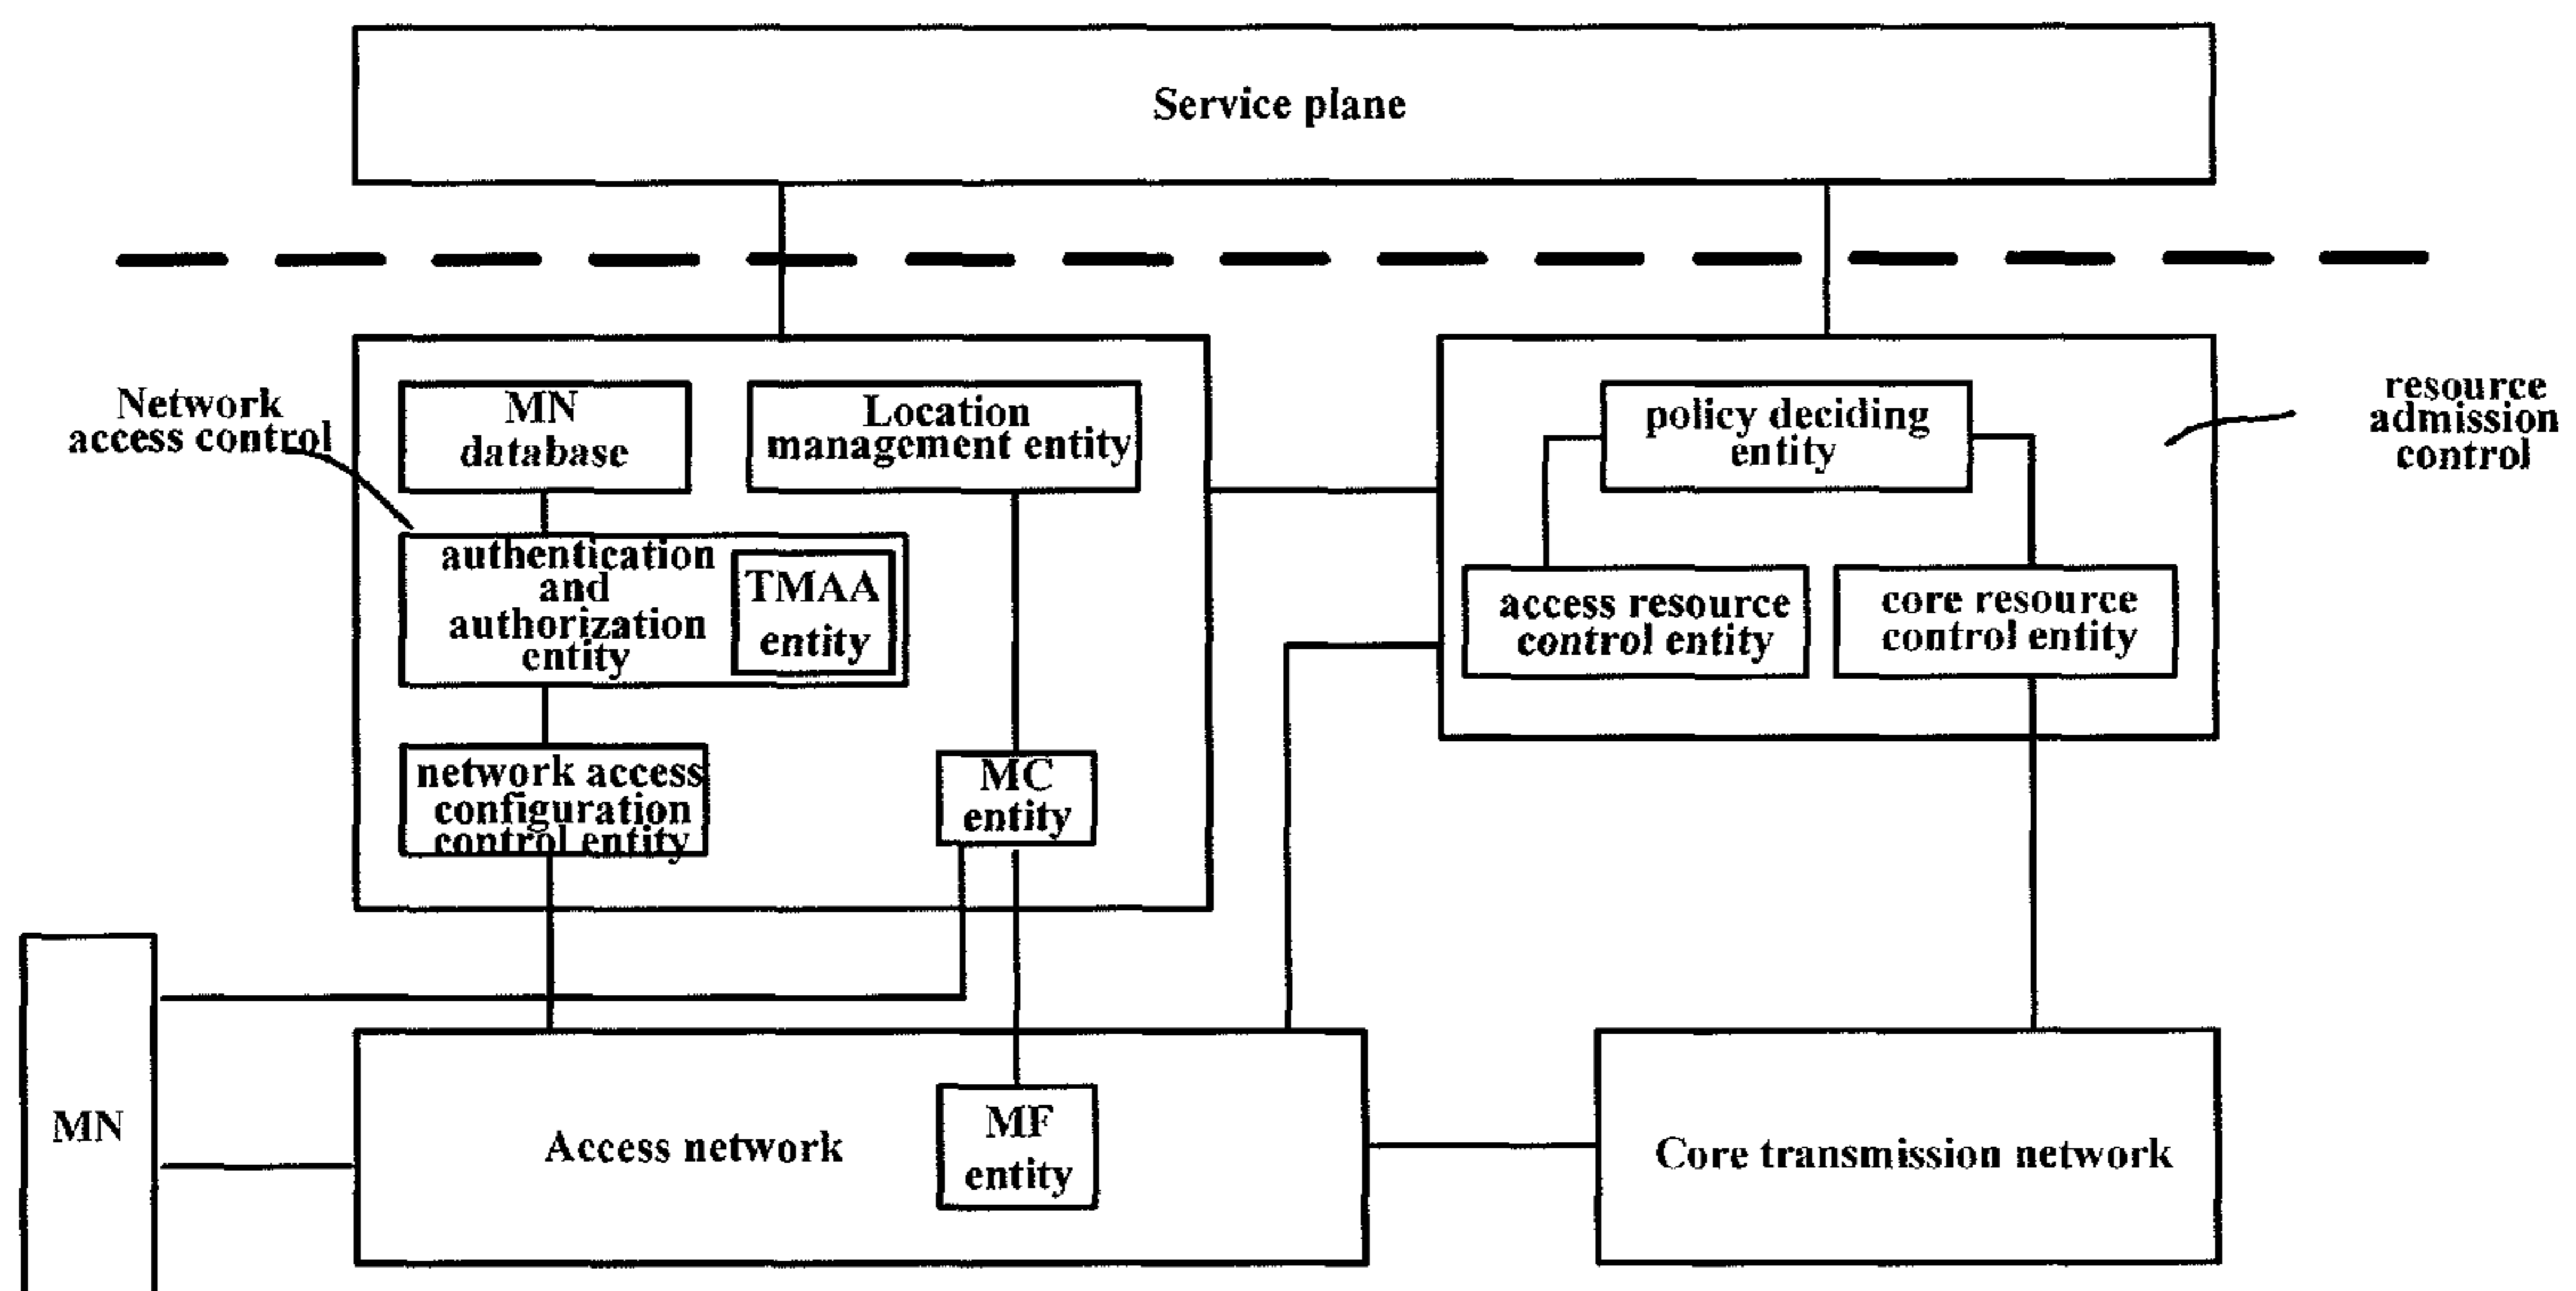 Service plane
Network
access control
MN
database
Location
management entity
policy deciding
entity
resource
admission
control
authentication
and
authorization
entity
TMAA
entity
access resource
control entity
core resource
control entity
network access
configuration
control entity
MC
entity
MN
Access network
MF
entity
Core transmission network